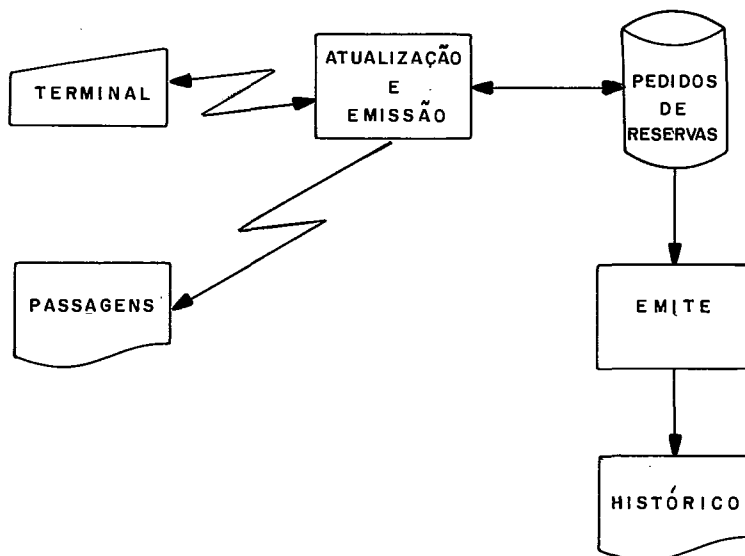 TERMINAL
ATUALIZAÇÃO
E
EMISSÃO
PEDIDOS
DE
RESERVAS
PASSAGENS
EMITE
HISTÓRICO